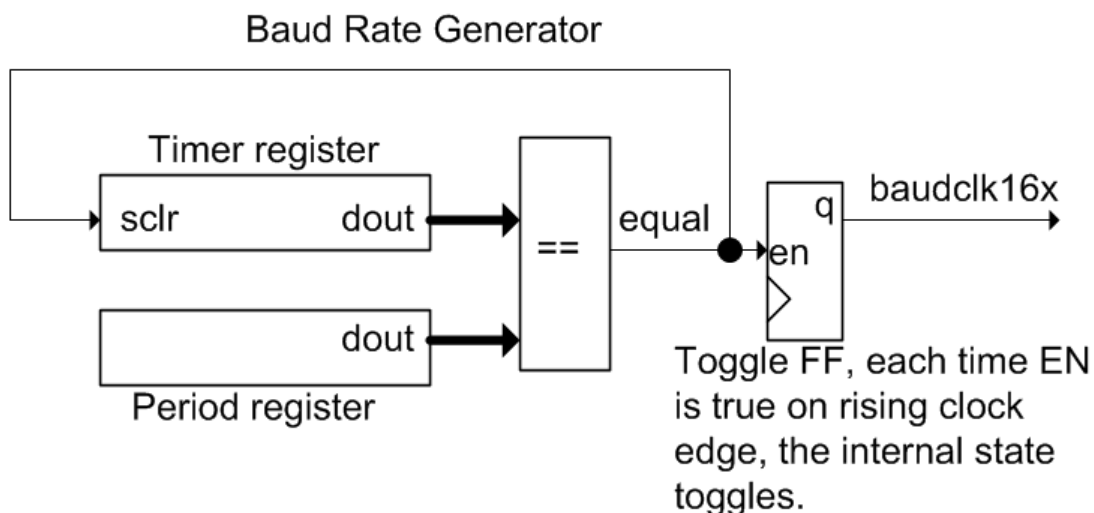 Baud Rate Generator
Timer register
sclr
dout
==
equal
q
baudclk16x
en
dout
Period register
Toggle FF, each time EN
is true on rising clock
edge, the internal state
toggles.